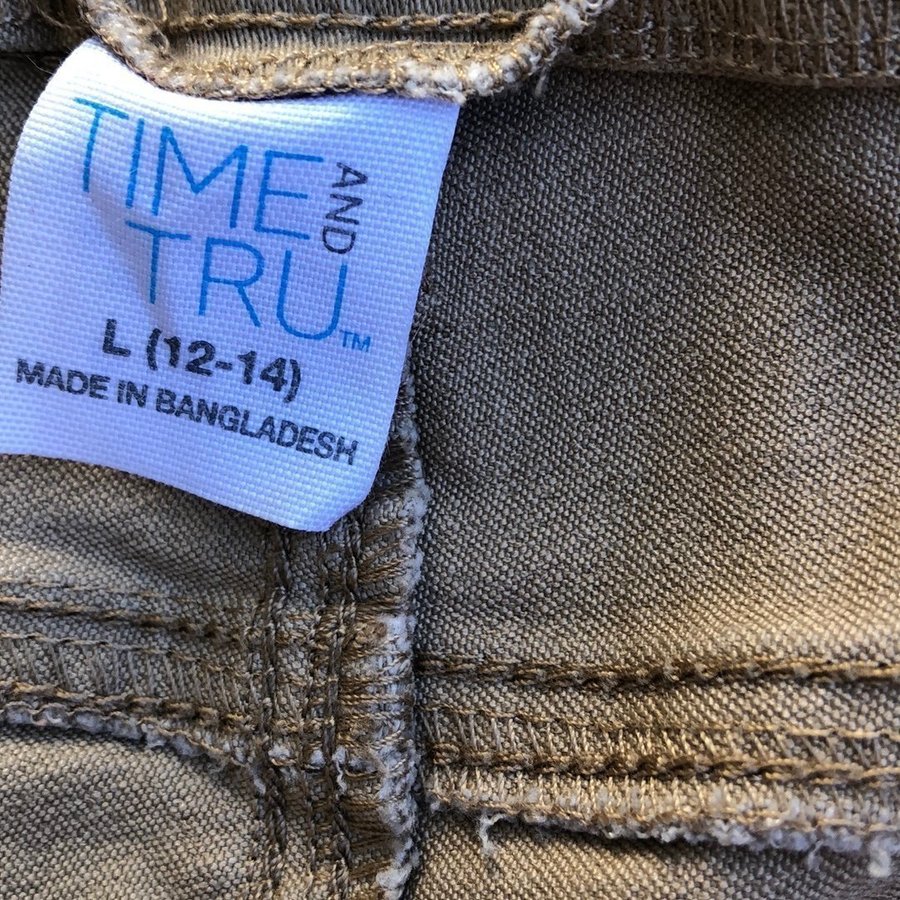 TIME
AND
TRU™
L (12-14)
MADE IN BANGLADESH